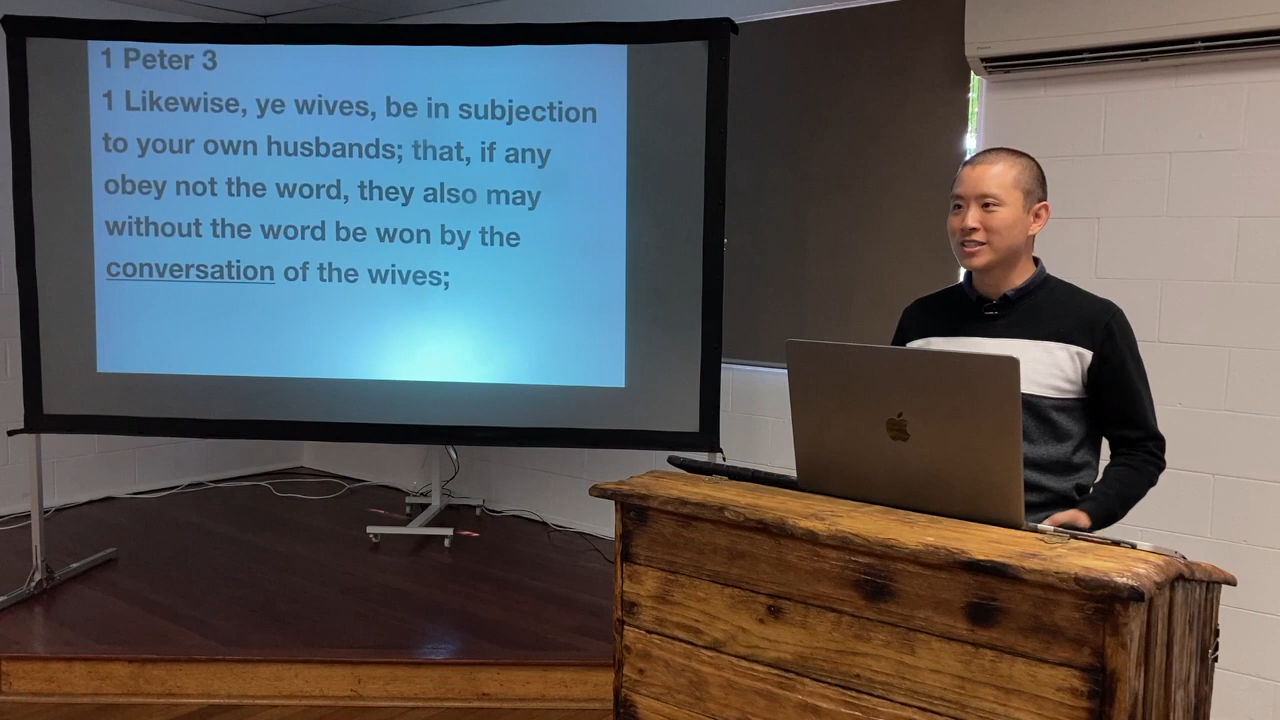 1 Peter 3
1 Likewise, ye wives, be in subjection
to your own husbands; that, if any
obey not the word, they also may
without the word be won by the
conversation of the wives;